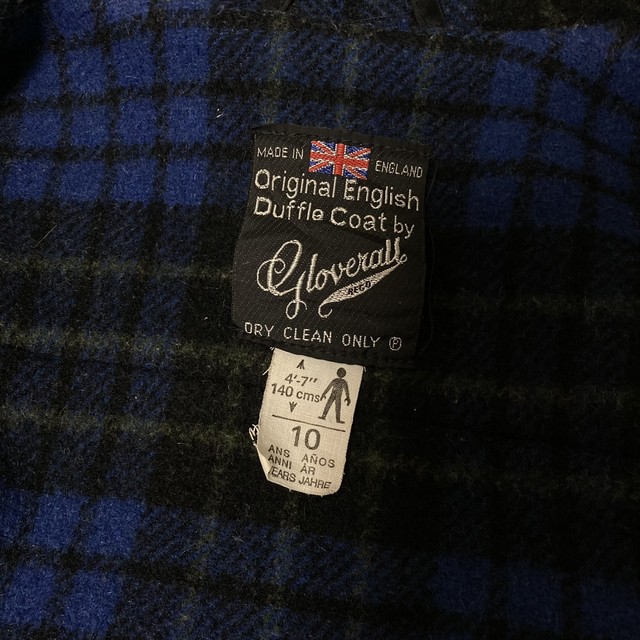 MADE IN ENGLAND
Original English
Duffle Coat by
Gloverall
REGD
DRY CLEAN ONLY Ⓟ
4'-7"
140 cms
10
ANS AÑOS
ANNI ÅR
YEARS JAHRE